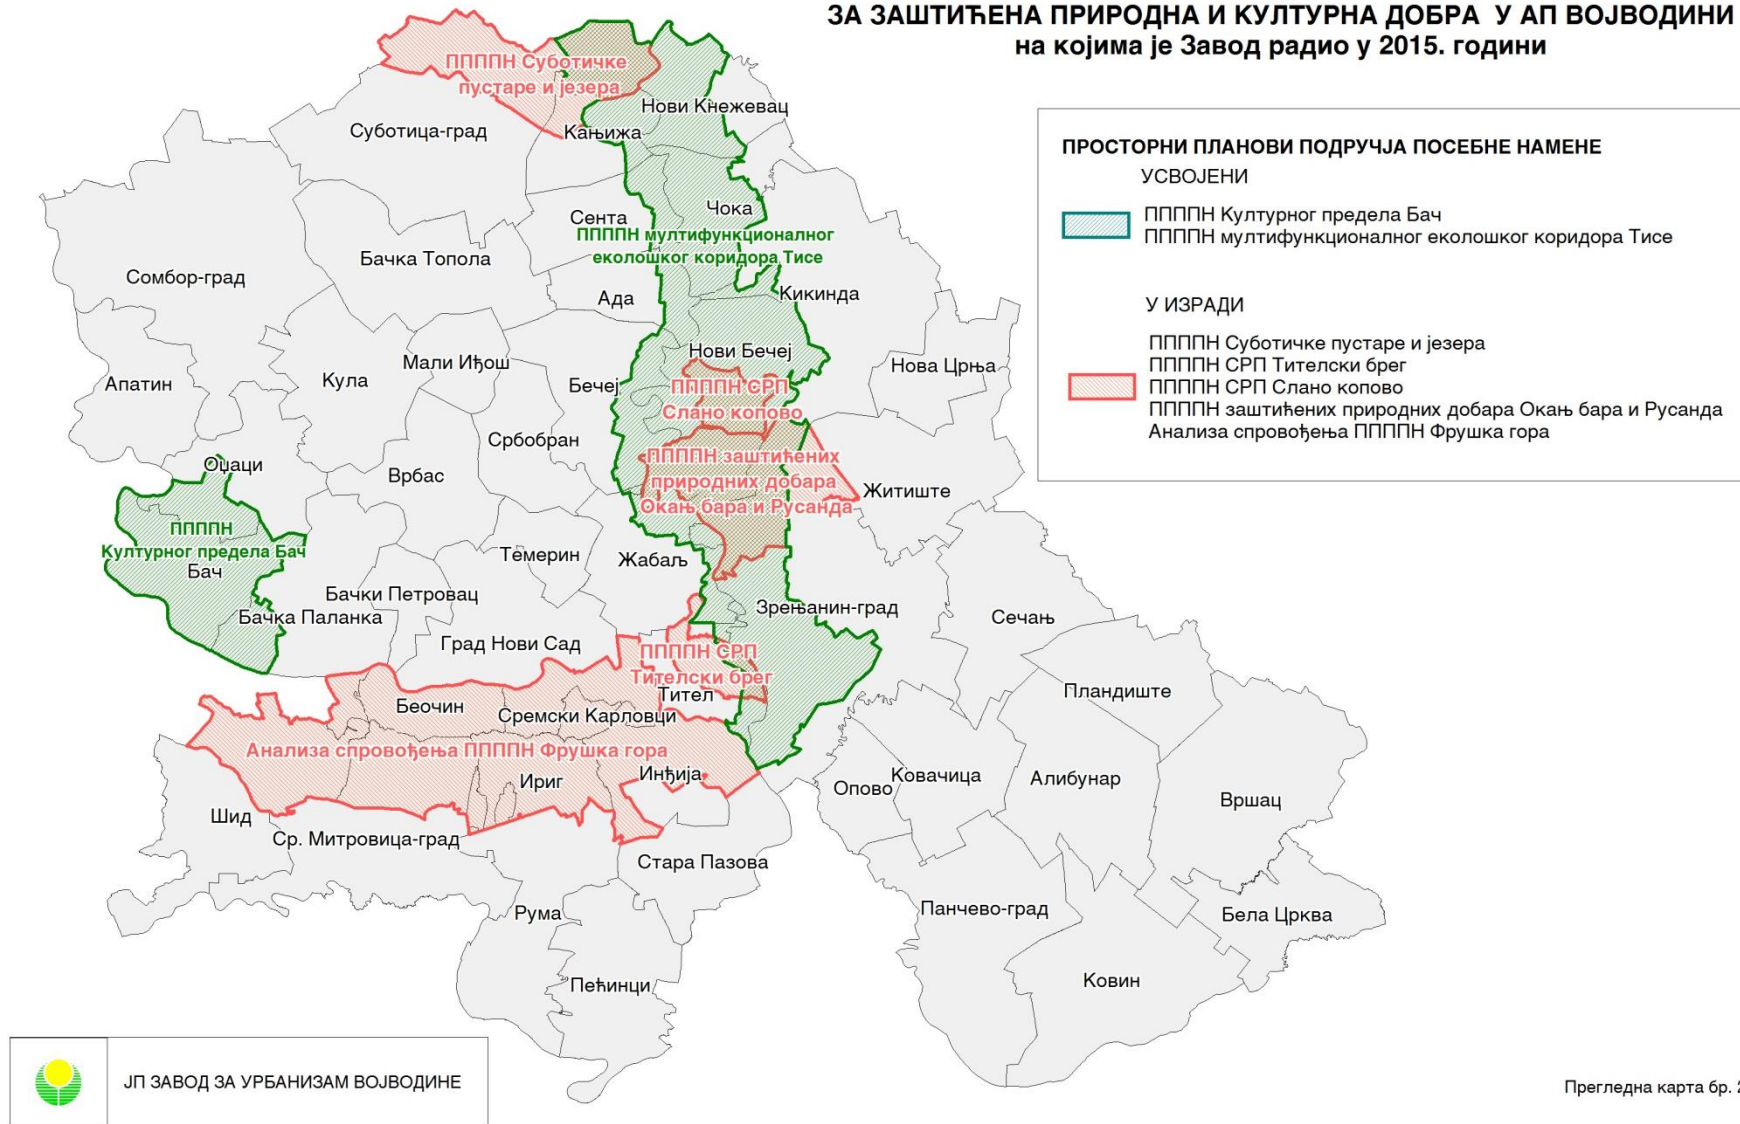 ЗА ЗАШТИЋЕНА ПРИРОДНА И КУЛТУРНА ДОБРА У АП ВОЈВОДИНИ
на којима је Завод радио у 2015. години
ПРОСТОРНИ ПЛАНОВИ ПОДРУЧЈА ПОСЕБНЕ НАМЕНЕ
УСВОЈЕНИ
ППППН Културног предела Бач
ППППН мултифункционалног еколошког коридора Тисе
У ИЗРАДИ
ППППН Суботичке пустаре и језера
ППППН СРП Тителски брег
ППППН СРП Слано копово
ППППН заштићених природних добара Окањ бара и Русанда
Анализа спровођења ППППН Фрушка гора
ППППН Суботичке
пустаре и језера
Нови Кнежевац
Суботица-град
Кањижа
Сента
Чока
ППППН мултифункционалног
еколошког коридора Тисе
Бачка Топола
Сомбор-град
Ада
Кикинда
Нови Бечеј
Мали Иђош
Нова Црња
Апатин
Кула
Бечеј
ППППН СРП
Слано копово
Србобран
Оџаци
Врбас
ППППН заштићених
природних добара
Окањ бара и Русанда
Житиште
ППППН
Културног предела Бач
Бач
Темерин
Жабаљ
Бачки Петровац
Бачка Паланка
Зрењанин-град
Сечањ
Град Нови Сад
ППППН СРП
Тителски брег
Тител
Пландиште
Беочин
Сремски Карловци
Анализа спровођења ППППН Фрушка гора
Ириг
Инђија
Опово
Ковачица
Алибунар
Вршац
Шид
Ср. Митровица-град
Стара Пазова
Рума
Панчево-град
Бела Црква
Пећинци
Ковин
ЈП ЗАВОД ЗА УРБАНИЗАМ ВОЈВОДИНЕ
Прегледна карта бр. 2